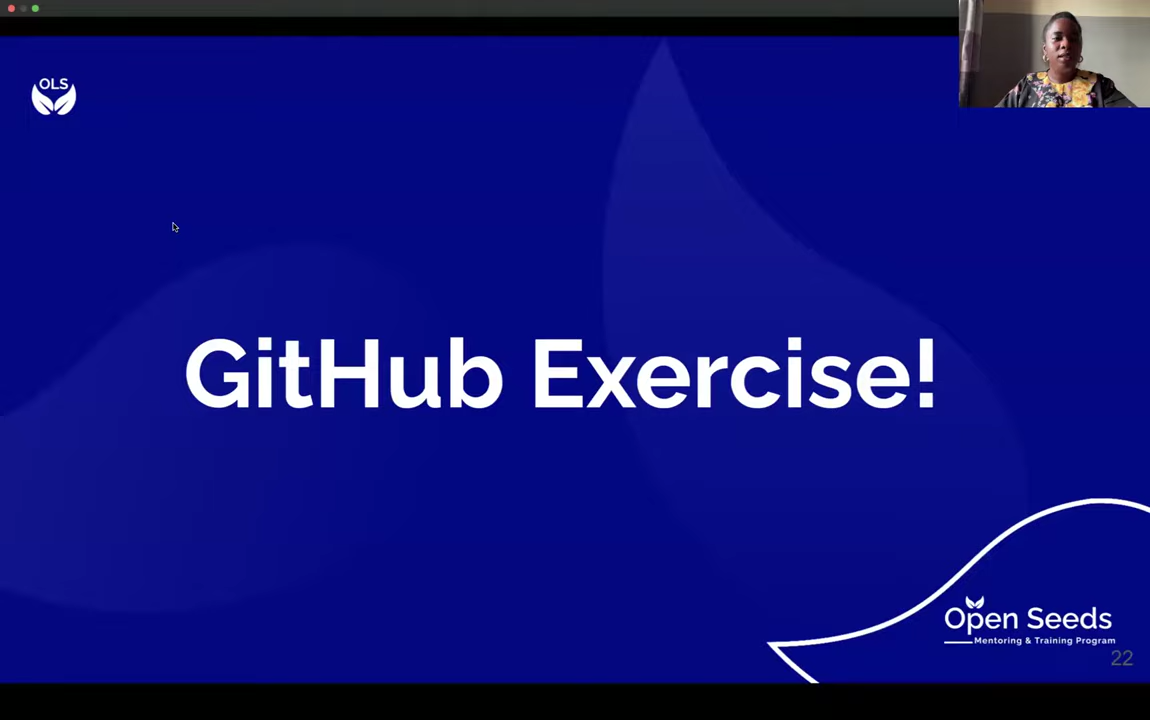 OLS
GitHub Exercise!
Open Seeds
Mentoring & Training Program
22